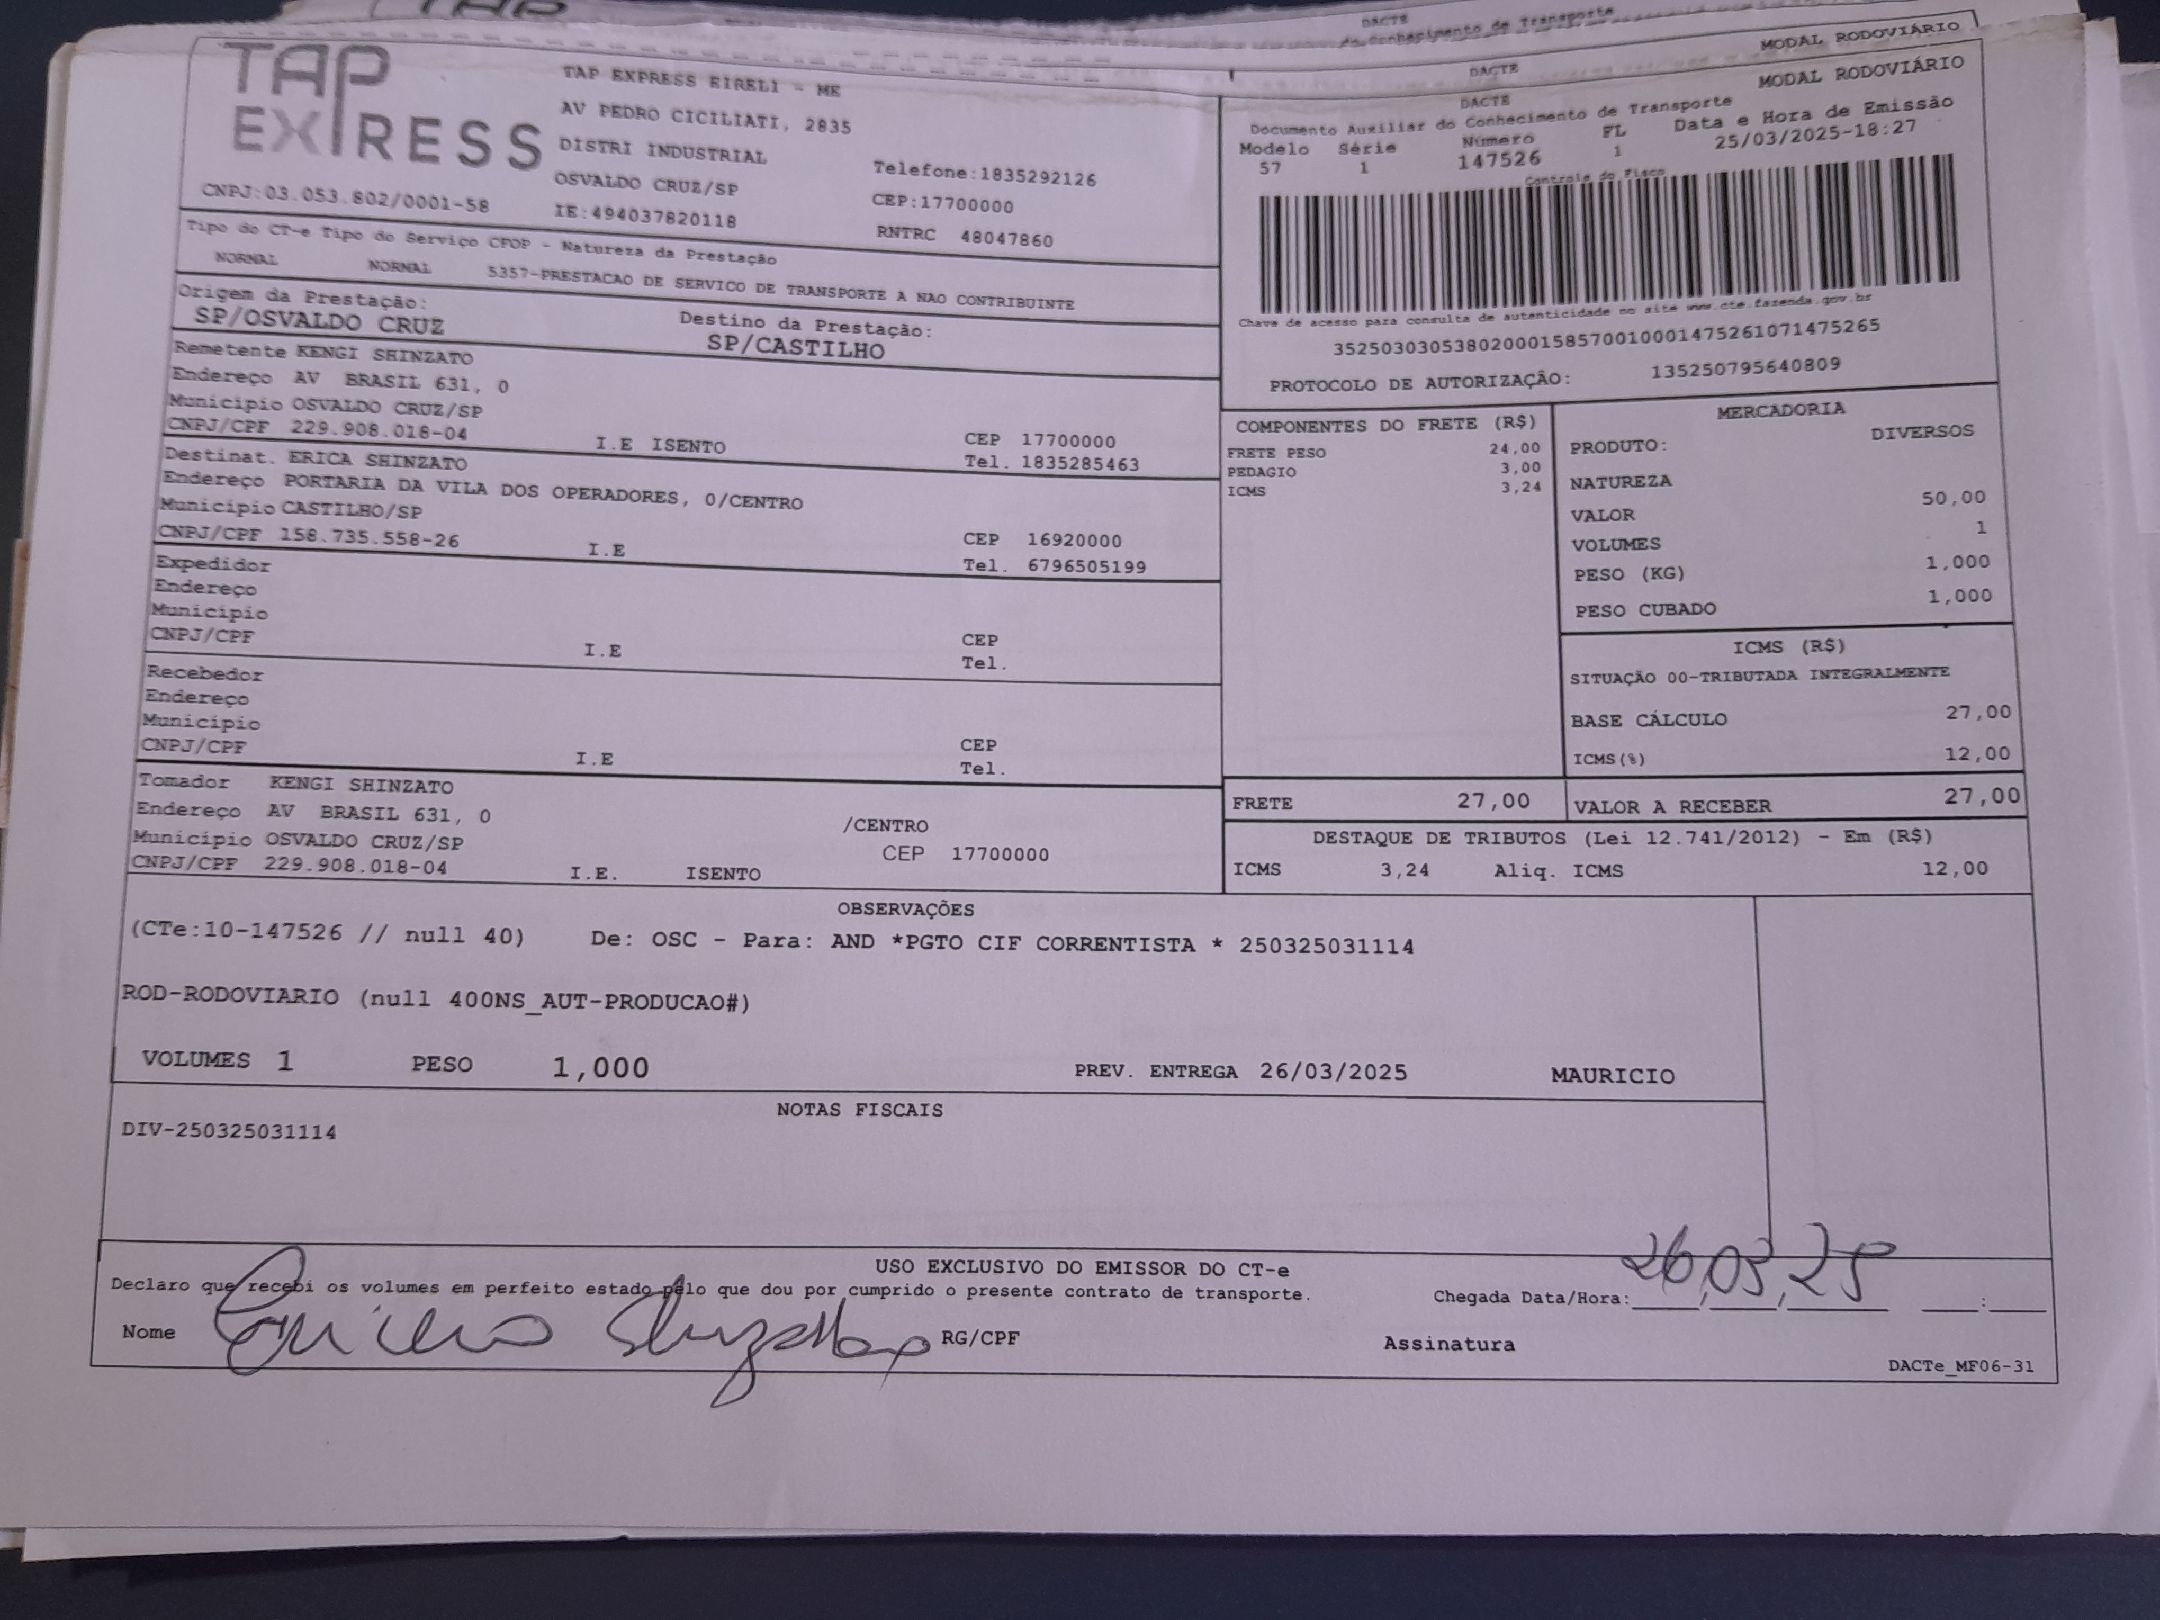 TAP
DACTE
do Conhecimento de Transporte
MODAL RODOVIÁRIO
TAP
EXPRESS
CNPJ:03.053.802/0001-58
TAP EXPRESS EIRELI - ME
AV PEDRO CICILIATI, 2835
DISTRI INDUSTRIAL
OSVALDO CRUZ/SP
IE:494037820118
Telefone:1835292126
CEP:17700000
RNTRC 48047860
DACTE
MODAL RODOVIÁRIO
DACTE
Documento Auxiliar do Conhecimento de Transporte
Modelo Série Número FL Data e Hora de Emissão
57 1 147526 1 25/03/2025-18:27
Controle do Fisco
Chave de acesso para consulta de autenticidade no site www.cte.fazenda.gov.br
35250303053802000158570010001475261071475265
PROTOCOLO DE AUTORIZAÇÃO: 135250795640809
Tipo do CT-e Tipo do Serviço CFOP - Natureza da Prestação
NORMAL NORMAL 5357-PRESTACAO DE SERVICO DE TRANSPORTE A NAO CONTRIBUINTE
Origem da Prestação: Destino da Prestação:
SP/OSVALDO CRUZ SP/CASTILHO
Remetente KENGI SHINZATO
Endereço AV BRASIL 631, 0
Município OSVALDO CRUZ/SP CEP 17700000
CNPJ/CPF 229.908.018-04 I.E ISENTO Tel. 1835285463
Destinat. ERICA SHINZATO
Endereço PORTARIA DA VILA DOS OPERADORES, 0/CENTRO
Município CASTILHO/SP CEP 16920000
CNPJ/CPF 158.735.558-26 I.E Tel. 6796505199
Expedidor
Endereço
Município CEP
CNPJ/CPF I.E Tel.
Recebedor
Endereço
Município CEP
CNPJ/CPF I.E Tel.
Tomador KENGI SHINZATO
Endereço AV BRASIL 631, 0 /CENTRO
Município OSVALDO CRUZ/SP CEP 17700000
CNPJ/CPF 229.908.018-04 I.E. ISENTO
COMPONENTES DO FRETE (R$)
FRETE PESO 24,00
PEDAGIO 3,00
ICMS 3,24
MERCADORIA
PRODUTO: DIVERSOS
NATUREZA
VALOR 50,00
VOLUMES 1
PESO (KG) 1,000
PESO CUBADO 1,000
ICMS (R$)
SITUAÇÃO 00-TRIBUTADA INTEGRALMENTE
BASE CÁLCULO 27,00
ICMS(%) 12,00
FRETE 27,00 VALOR A RECEBER 27,00
DESTAQUE DE TRIBUTOS (Lei 12.741/2012) - Em (R$)
ICMS 3,24 Aliq. ICMS 12,00
OBSERVAÇÕES
(CTe:10-147526 // null 40) De: OSC - Para: AND *PGTO CIF CORRENTISTA * 250325031114
ROD-RODOVIARIO (null 400NS_AUT-PRODUCAO#)
VOLUMES 1 PESO 1,000 PREV. ENTREGA 26/03/2025 MAURICIO
NOTAS FISCAIS
DIV-250325031114
USO EXCLUSIVO DO EMISSOR DO CT-e
Declaro que recebi os volumes em perfeito estado pelo que dou por cumprido o presente contrato de transporte. Chegada Data/Hora: 26,03,25 :
Nome Erica Shinzato RG/CPF Assinatura
DACTe_MF06-31